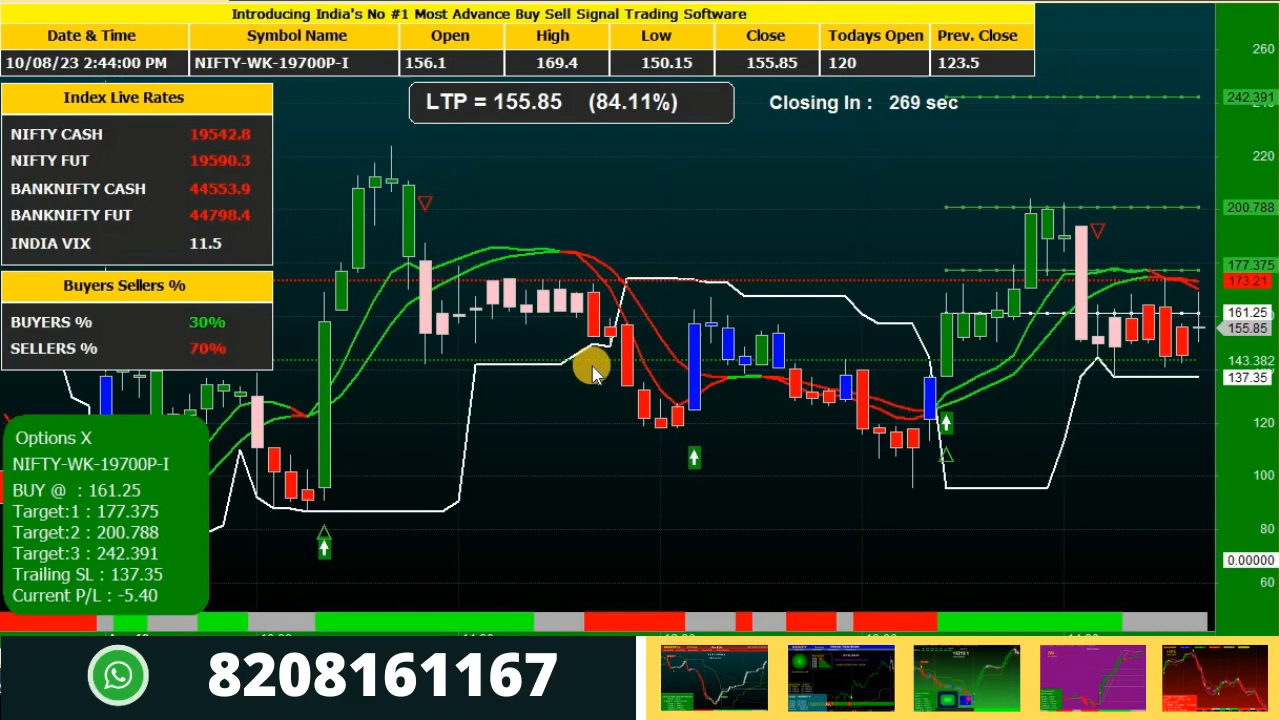 Introducing India's No #1 Most Advance Buy Sell Signal Trading Software
Date & Time Symbol Name Open High Low Close Todays Open Prev. Close
10/08/23 2:44:00 PM NIFTY-WK-19700P-I 156.1 169.4 150.15 155.85 120 123.5
Index Live Rates
NIFTY CASH 19542.8
NIFTY FUT 19590.3
BANKNIFTY CASH 44553.9
BANKNIFTY FUT 44798.4
INDIA VIX 11.5
Buyers Sellers %
BUYERS % 30%
SELLERS % 70%
LTP = 155.85 (84.11%)
Closing In : 269 sec
260
242.391
220
200.788
177.375
173.21
161.25
155.85
143.382
137.35
120
100
80
0.00000
60
Options X
NIFTY-WK-19700P-I
BUY @ : 161.25
Target:1 : 177.375
Target:2 : 200.788
Target:3 : 242.391
Trailing SL : 137.35
Current P/L : -5.40
8208161167